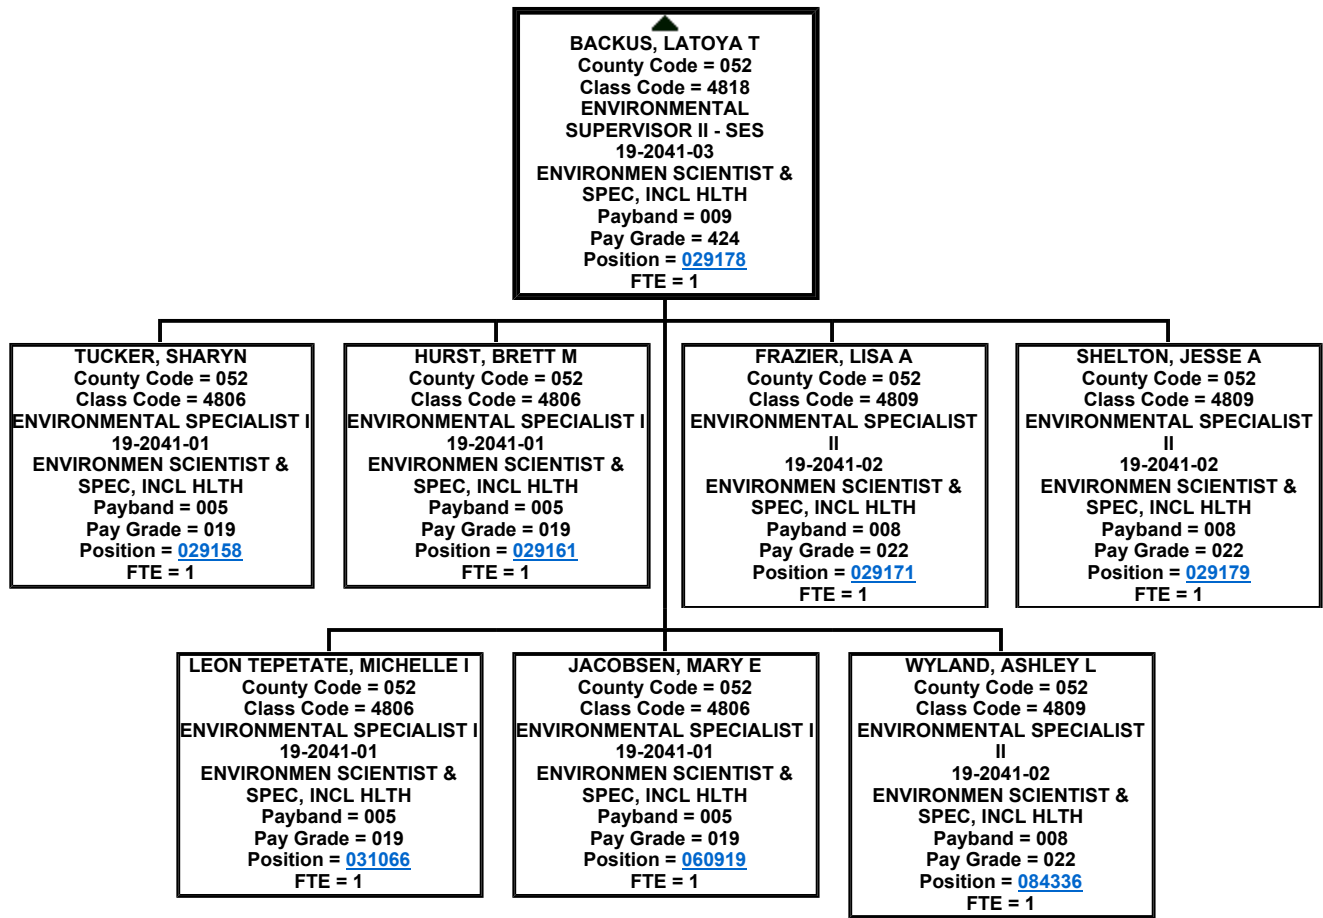 BACKUS, LATOYA T
County Code = 052
Class Code = 4818
ENVIRONMENTAL
SUPERVISOR II - SES
19-2041-03
ENVIRONMEN SCIENTIST &
SPEC, INCL HLTH
Payband = 009
Pay Grade = 424
Position = 029178
FTE = 1
TUCKER, SHARYN
County Code = 052
Class Code = 4806
ENVIRONMENTAL SPECIALIST I
19-2041-01
ENVIRONMEN SCIENTIST &
SPEC, INCL HLTH
Payband = 005
Pay Grade = 019
Position = 029158
FTE = 1
HURST, BRETT M
County Code = 052
Class Code = 4806
ENVIRONMENTAL SPECIALIST I
19-2041-01
ENVIRONMEN SCIENTIST &
SPEC, INCL HLTH
Payband = 005
Pay Grade = 019
Position = 029161
FTE = 1
FRAZIER, LISA A
County Code = 052
Class Code = 4809
ENVIRONMENTAL SPECIALIST
II
19-2041-02
ENVIRONMEN SCIENTIST &
SPEC, INCL HLTH
Payband = 008
Pay Grade = 022
Position = 029171
FTE = 1
SHELTON, JESSE A
County Code = 052
Class Code = 4809
ENVIRONMENTAL SPECIALIST
II
19-2041-02
ENVIRONMEN SCIENTIST &
SPEC, INCL HLTH
Payband = 008
Pay Grade = 022
Position = 029179
FTE = 1
LEON TEPETATE, MICHELLE I
County Code = 052
Class Code = 4806
ENVIRONMENTAL SPECIALIST I
19-2041-01
ENVIRONMEN SCIENTIST &
SPEC, INCL HLTH
Payband = 005
Pay Grade = 019
Position = 031066
FTE = 1
JACOBSEN, MARY E
County Code = 052
Class Code = 4806
ENVIRONMENTAL SPECIALIST I
19-2041-01
ENVIRONMEN SCIENTIST &
SPEC, INCL HLTH
Payband = 005
Pay Grade = 019
Position = 060919
FTE = 1
WYLAND, ASHLEY L
County Code = 052
Class Code = 4809
ENVIRONMENTAL SPECIALIST
II
19-2041-02
ENVIRONMEN SCIENTIST &
SPEC, INCL HLTH
Payband = 008
Pay Grade = 022
Position = 084336
FTE = 1